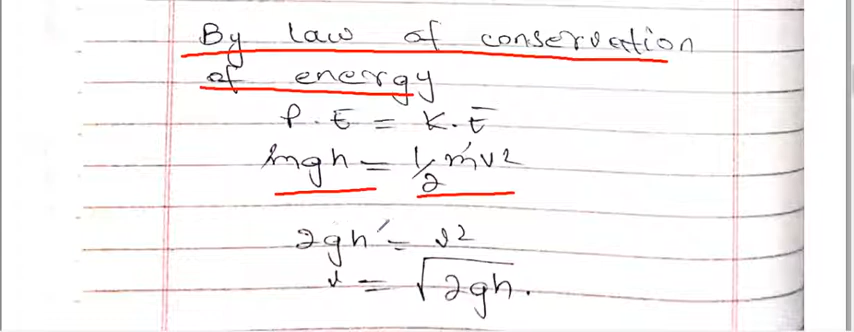 By law of conservation
of energy
P.E = K.E
mgh = 1/2 mv2
2gh = v2
v = √2gh.